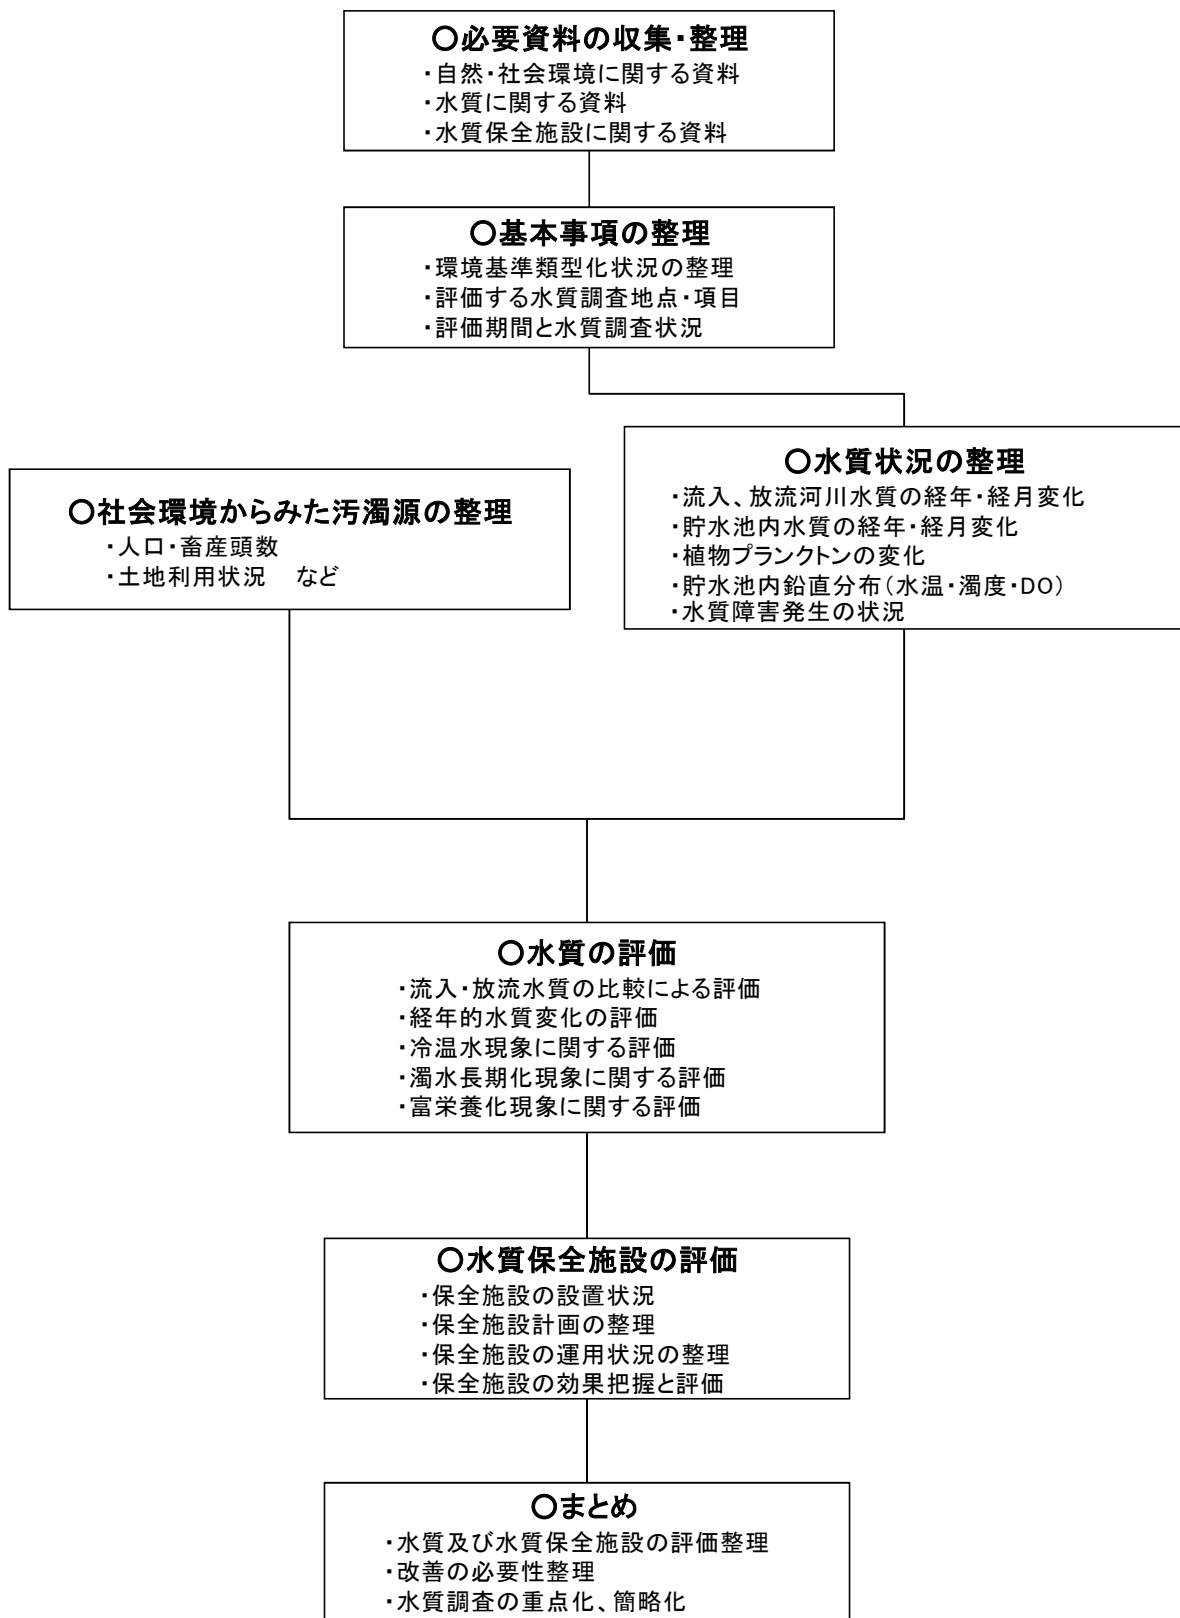 ○必要資料の収集・整理
・自然・社会環境に関する資料
・水質に関する資料
・水質保全施設に関する資料
○基本事項の整理
・環境基準類型化状況の整理
・評価する水質調査地点・項目
・評価期間と水質調査状況
○社会環境からみた汚濁源の整理
・人口・畜産頭数
・土地利用状況　など
○水質状況の整理
・流入、放流河川水質の経年・経月変化
・貯水池内水質の経年・経月変化
・植物プランクトンの変化
・貯水池内鉛直分布（水温・濁度・DO）
・水質障害発生の状況
○水質の評価
・流入・放流水質の比較による評価
・経年的水質変化の評価
・冷温水現象に関する評価
・濁水長期化現象に関する評価
・富栄養化現象に関する評価
○水質保全施設の評価
・保全施設の設置状況
・保全施設計画の整理
・保全施設の運用状況の整理
・保全施設の効果把握と評価
○まとめ
・水質及び水質保全施設の評価整理
・改善の必要性整理
・水質調査の重点化、簡略化